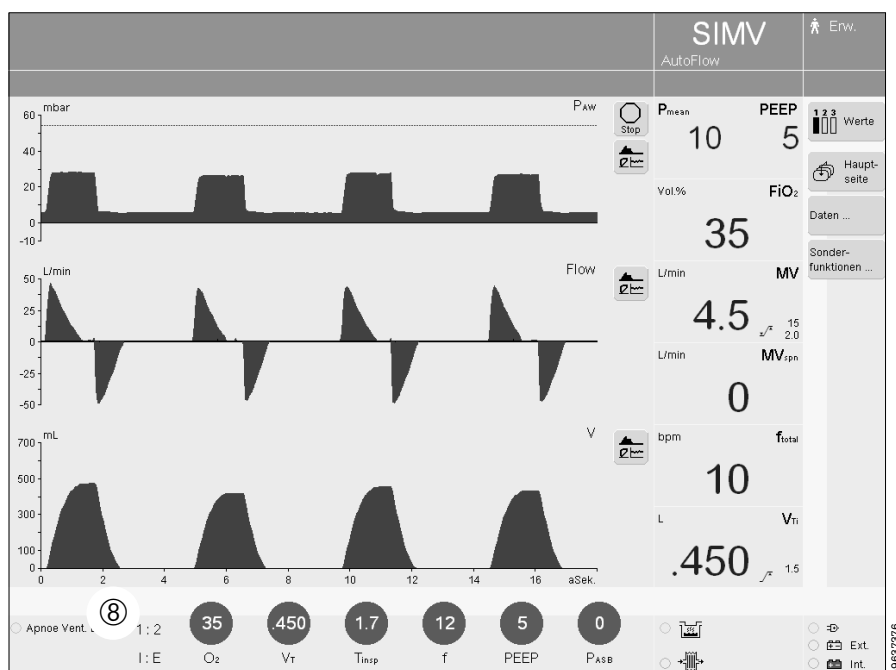 SIMV
AutoFlow
Erw.
mbar
PAW
60
40
20
0
-10
Stop
Pmean PEEP
10 5
Vol.% FiO2
35
L/min Flow
50
25
0
-25
-50
L/min MV
4.5 15
2.0
L/min MVspn
0
mL V
700
500
300
100
0
0 2 4 6 8 10 12 14 16 aSek.
bpm ftotal
10
L VTi
.450 1.5
1 2 3
Werte
Haupt-
seite
Daten ...
Sonder-
funktionen ...
Apnoe Vent.
⑧
1 : 2 35 .450 1.7 12 5 0
I : E O2 VT Tinsp f PEEP PASB
Ext.
Int.